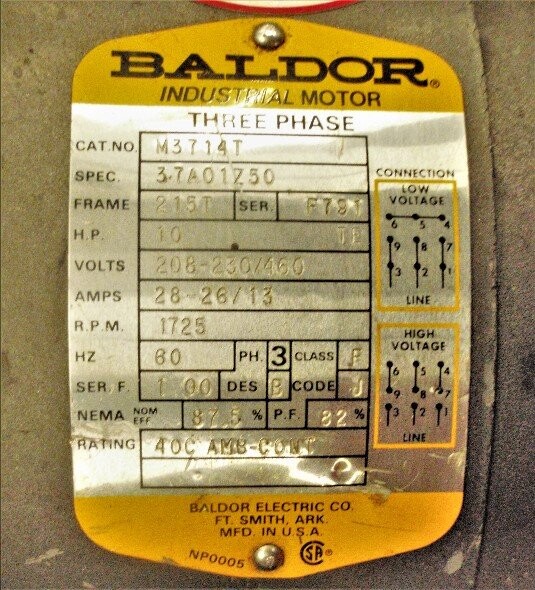 BALDOR®
INDUSTRIAL MOTOR
THREE PHASE
CAT.NO. M3714T
SPEC. 37A01Z50
FRAME 215T SER. F791
H.P. 10 TE
VOLTS 208-230/460
AMPS 28-26/13
R.P.M. 1725
HZ 60 PH. 3 CLASS F
SER. F. 1.00 DES B CODE J
NEMA NOM EFF 87.5 % P.F. 82 %
RATING 40C AMB-CONT
CONNECTION
LOW
VOLTAGE
6 5 4
9 8 7
3 2 1
LINE
HIGH
VOLTAGE
6 5 4
9 8 7
3 2 1
LINE
BALDOR ELECTRIC CO.
FT. SMITH, ARK.
MFD. IN U.S.A.
NP0005 SA